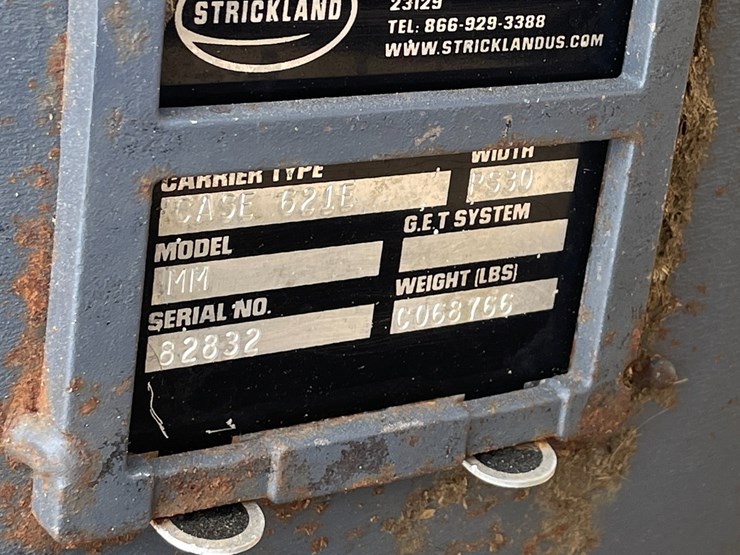 STRICKLAND
23129
TEL: 866-929-3388
WWW.STRICKLANDUS.COM
CARRIER TYPE
WIDTH
CASE 621E
PS30
MODEL
G.E.T SYSTEM
MM
SERIAL NO.
WEIGHT (LBS)
82832
C068766